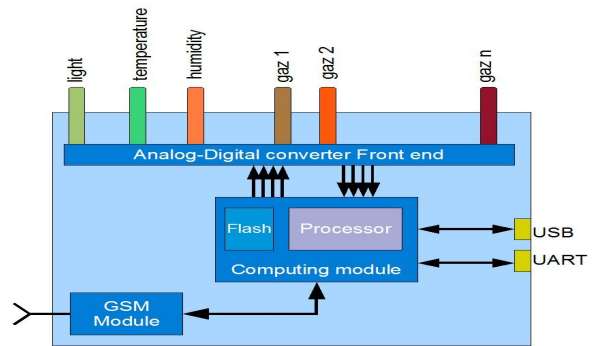 light
temperature
humidity
gaz 1
gaz 2
gaz n
Analog-Digital converter Front end
Flash
Processor
Computing module
USB
UART
GSM
Module